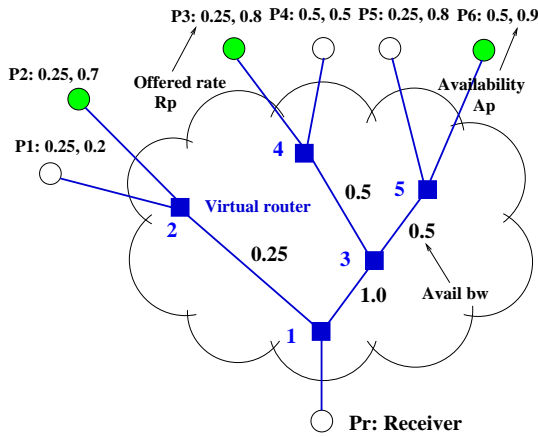 P3: 0.25, 0.8
P4: 0.5, 0.5
P5: 0.25, 0.8
P6: 0.5, 0.9
P2: 0.25, 0.7
Offered rate
Rp
Availability
Ap
P1: 0.25, 0.2
4
5
0.5
Virtual router
2
0.5
0.25
3
1.0
Avail bw
1
Pr: Receiver